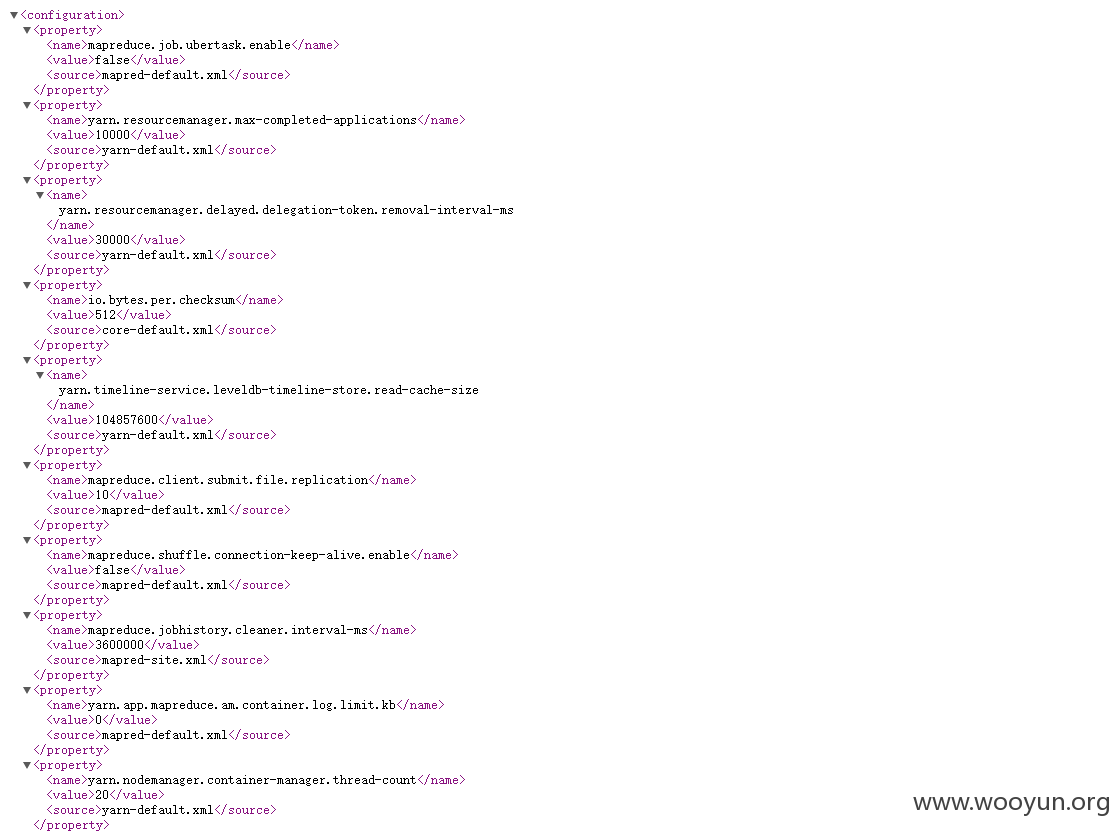 ▼<configuration>
▼<property>
<name>mapreduce.job.ubertask.enable</name>
<value>false</value>
<source>mapred-default.xml</source>
</property>
▼<property>
<name>yarn.resourcemanager.max-completed-applications</name>
<value>10000</value>
<source>yarn-default.xml</source>
</property>
▼<property>
▼<name>
yarn.resourcemanager.delayed.delegation-token.removal-interval-ms
</name>
<value>30000</value>
<source>yarn-default.xml</source>
</property>
▼<property>
<name>io.bytes.per.checksum</name>
<value>512</value>
<source>core-default.xml</source>
</property>
▼<property>
▼<name>
yarn.timeline-service.leveldb-timeline-store.read-cache-size
</name>
<value>104857600</value>
<source>yarn-default.xml</source>
</property>
▼<property>
<name>mapreduce.client.submit.file.replication</name>
<value>10</value>
<source>mapred-default.xml</source>
</property>
▼<property>
<name>mapreduce.shuffle.connection-keep-alive.enable</name>
<value>false</value>
<source>mapred-default.xml</source>
</property>
▼<property>
<name>mapreduce.jobhistory.cleaner.interval-ms</name>
<value>3600000</value>
<source>mapred-site.xml</source>
</property>
▼<property>
<name>yarn.app.mapreduce.am.container.log.limit.kb</name>
<value>0</value>
<source>mapred-default.xml</source>
</property>
▼<property>
<name>yarn.nodemanager.container-manager.thread-count</name>
<value>20</value>
<source>yarn-default.xml</source>
</property>
www.wooyun.org